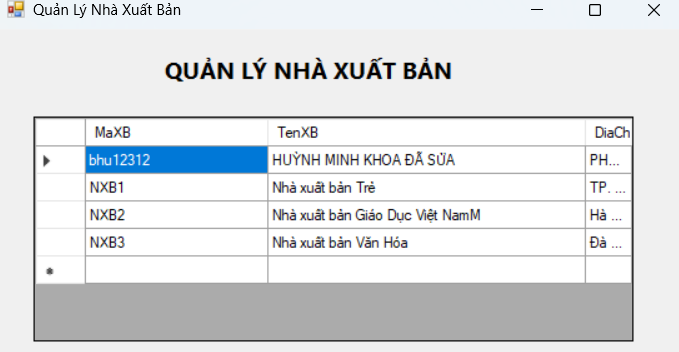 Quản Lý Nhà Xuất Bản
QUẢN LÝ NHÀ XUẤT BẢN
MaXB TenXB DiaCh
bhu12312 HUỲNH MINH KHOA ĐÃ SỬA PH...
NXB1 Nhà xuất bản Trẻ TP. ...
NXB2 Nhà xuất bản Giáo Dục Việt NamM Hà ...
NXB3 Nhà xuất bản Văn Hóa Đà ...